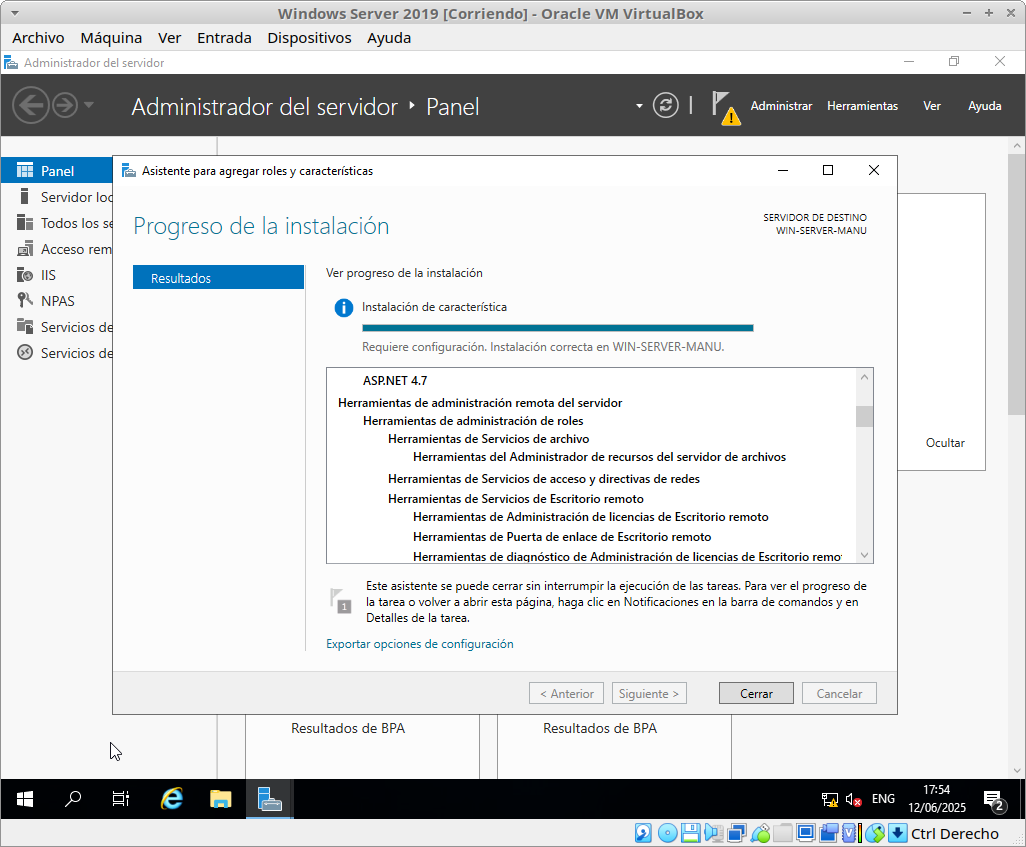 Windows Server 2019 [Corriendo] - Oracle VM VirtualBox
Archivo Máquina Ver Entrada Dispositivos Ayuda
Administrador del servidor
Administrador del servidor Panel
Administrar Herramientas Ver Ayuda
Panel
Servidor loc
Todos los se
Acceso rem
IIS
NPAS
Servicios de
Servicios de
Asistente para agregar roles y características
Progreso de la instalación
SERVIDOR DE DESTINO
WIN-SERVER-MANU
Resultados
Ver progreso de la instalación
Instalación de característica
Requiere configuración. Instalación correcta en WIN-SERVER-MANU.
ASP.NET 4.7
Herramientas de administración remota del servidor
Herramientas de administración de roles
Herramientas de Servicios de archivo
Herramientas del Administrador de recursos del servidor de archivos
Herramientas de Servicios de acceso y directivas de redes
Herramientas de Servicios de Escritorio remoto
Herramientas de Administración de licencias de Escritorio remoto
Herramientas de Puerta de enlace de Escritorio remoto
Herramientas de diagnóstico de Administración de licencias de Escritorio remo
1
Este asistente se puede cerrar sin interrumpir la ejecución de las tareas. Para ver el progreso de
la tarea o volver a abrir esta página, haga clic en Notificaciones en la barra de comandos y en
Detalles de la tarea.
Exportar opciones de configuración
< Anterior Siguiente > Cerrar Cancelar
Ocultar
Resultados de BPA Resultados de BPA
ENG
17:54
12/06/2025
2
Ctrl Derecho